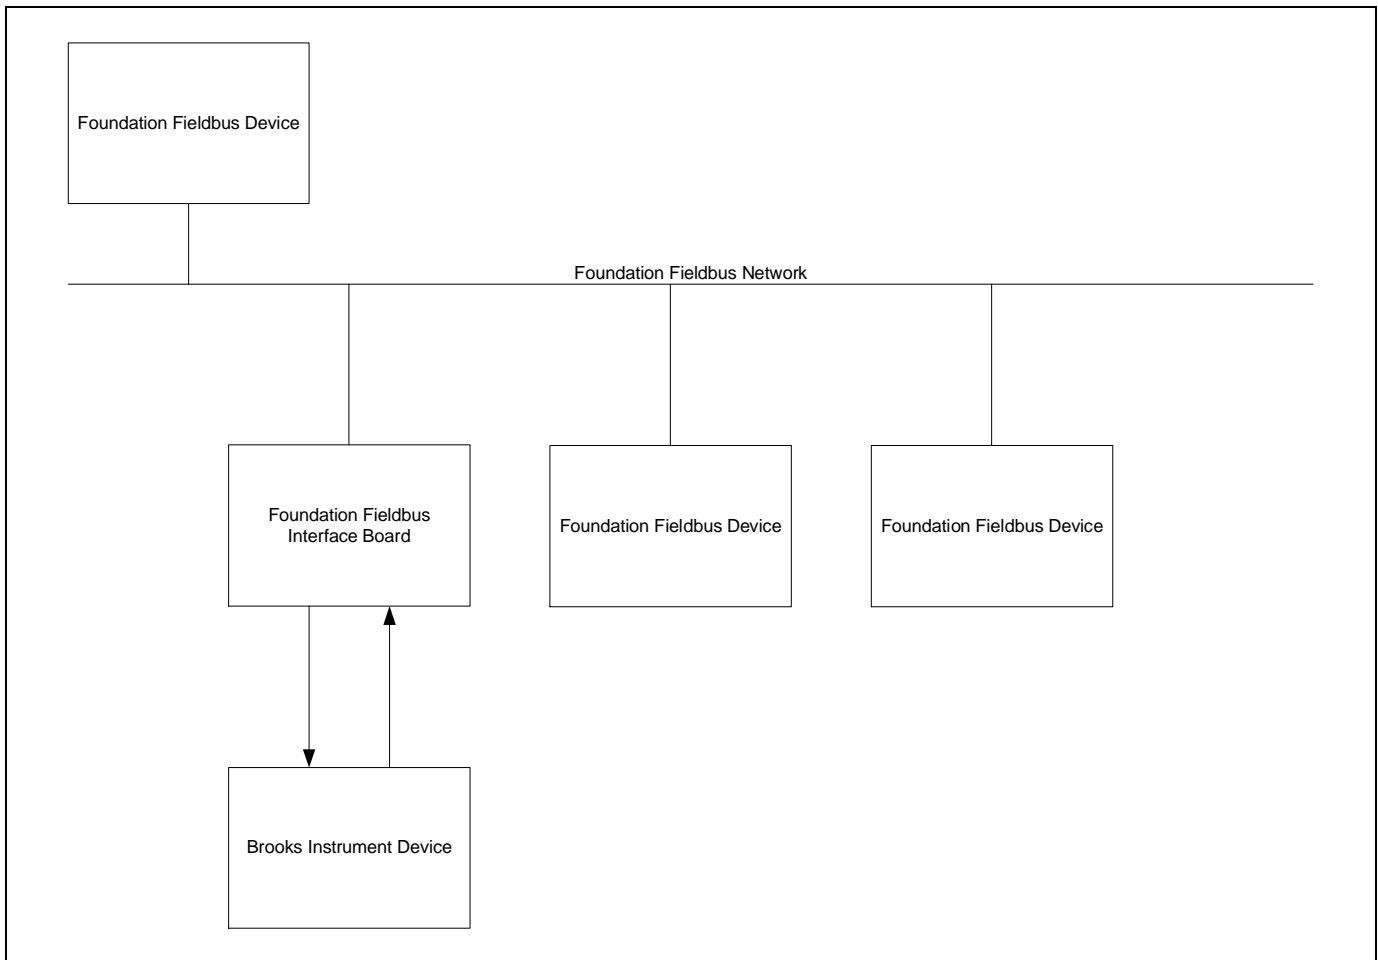 Foundation Fieldbus Device
Foundation Fieldbus Network
Foundation Fieldbus
Interface Board
Foundation Fieldbus Device
Foundation Fieldbus Device
Brooks Instrument Device